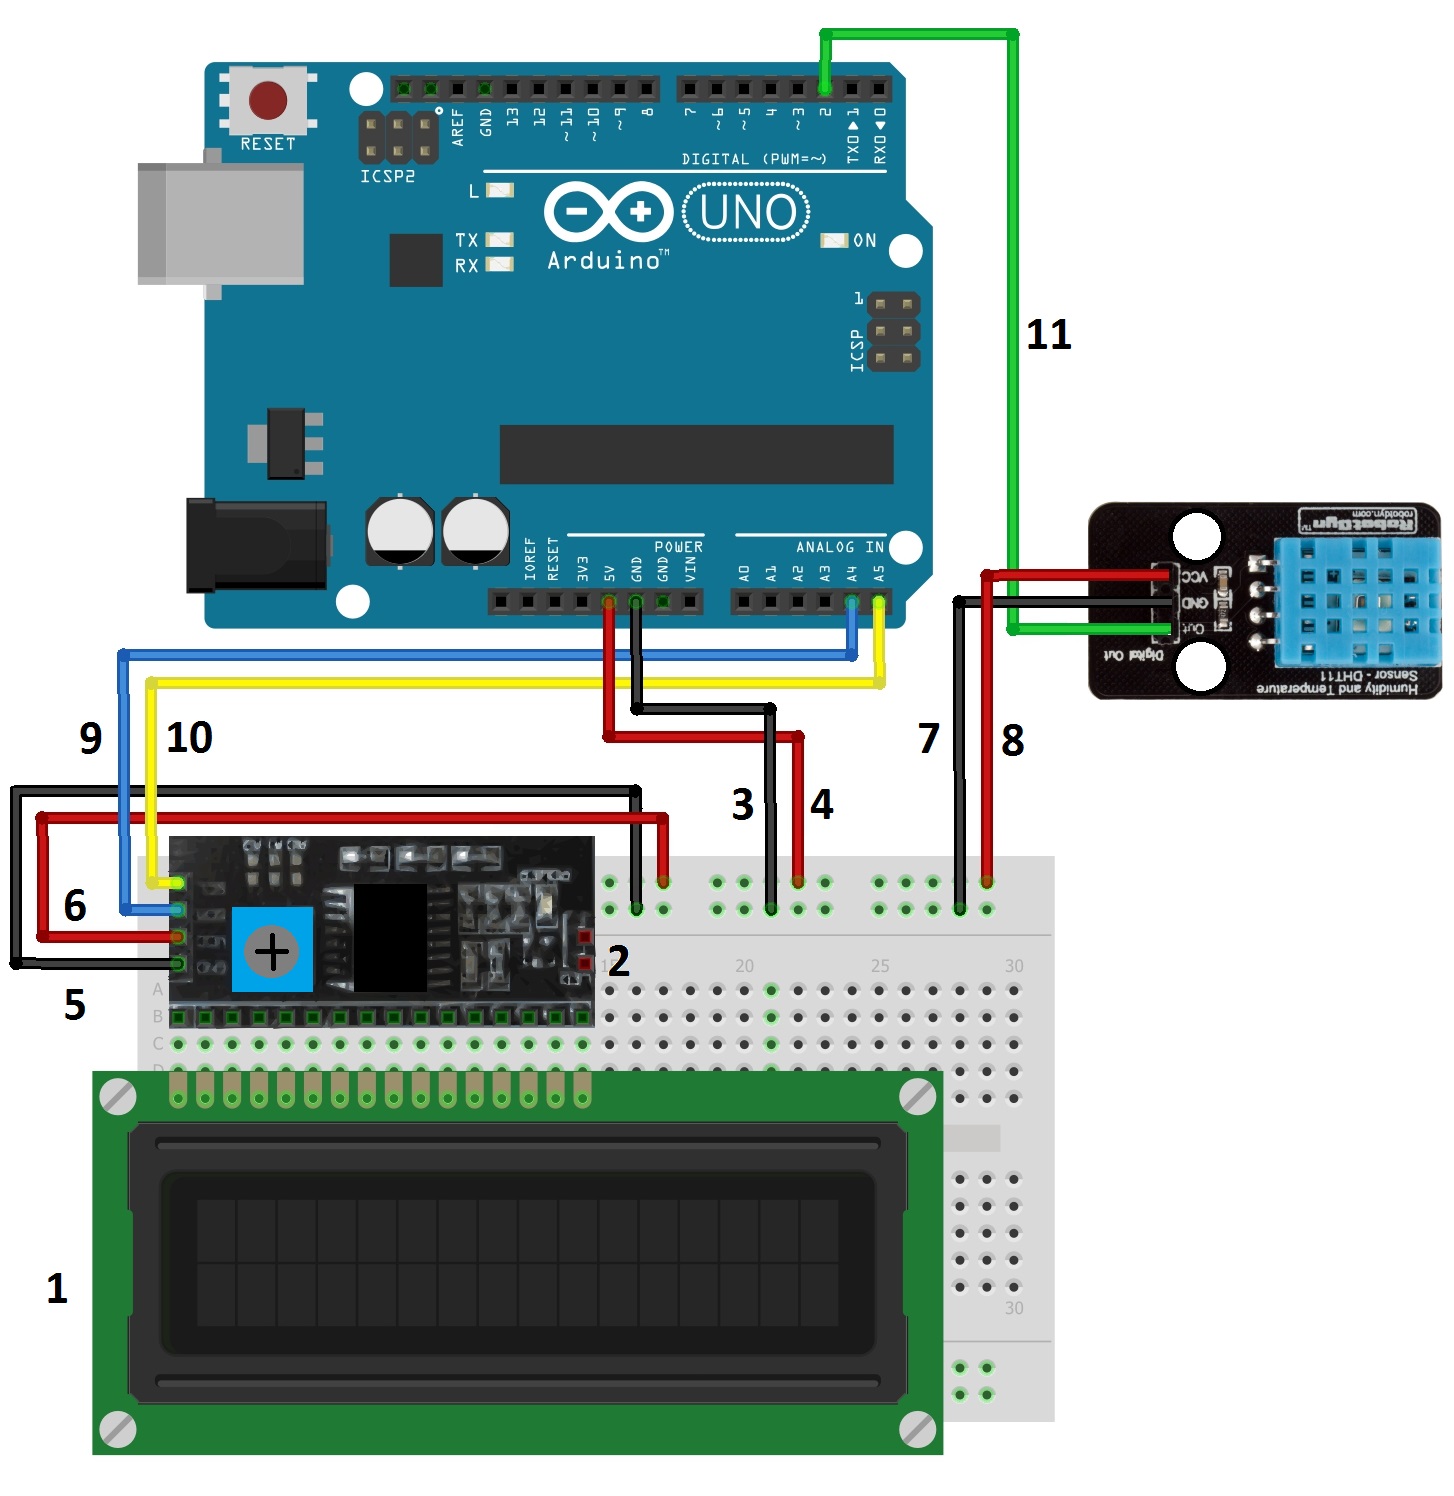 11
RESET
ICSP2
AREF
GND
13
12
~11
~10
~9
8
7
~6
~5
4
~3
2
TX0▶1
RX0◀0
DIGITAL (PWM=~)
L
TX
RX
Arduino™
UNO
ON
1
ICSP
IOREF
RESET
3V3
5V
GND
GND
VIN
POWER
A0
A1
A2
A3
A4
A5
ANALOG IN
RobotDyn™
robotdyn.com
VCC
GND
Out
Digital Out
Humidity and Temperature
Sensor - DHT11
9
10
7
8
3
4
6
5
2
15
20
25
30
A
B
C
1
30